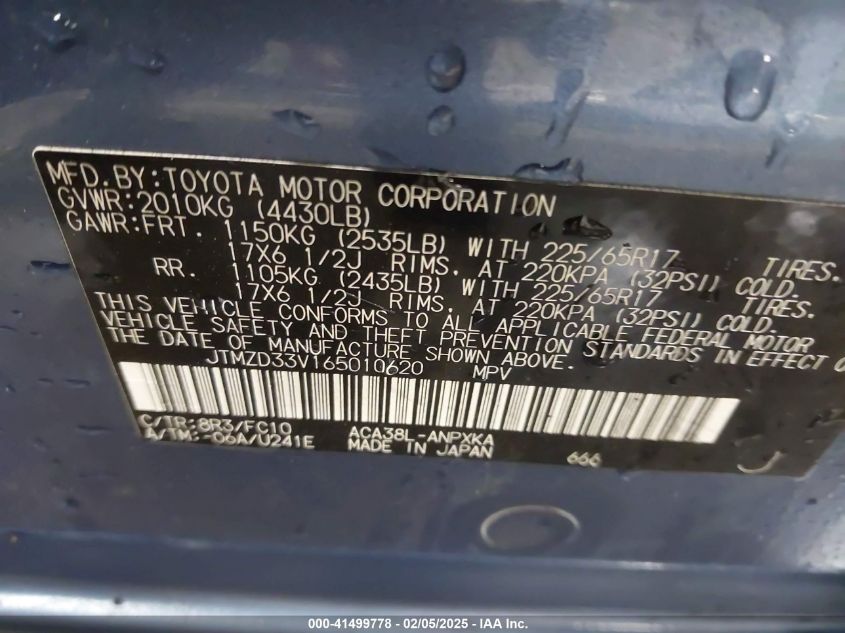 MFD.BY:TOYOTA MOTOR CORPORATION
GVWR:2010KG (4430LB)
GAWR:FRT. 1150KG (2535LB) WITH 225/65R17 TIRES.
17X6 1/2J RIMS. AT 220KPA (32PSI) COLD.
RR. 1105KG (2435LB) WITH 225/65R17 TIRES.
17X6 1/2J RIMS. AT 220KPA (32PSI) COLD.
THIS VEHICLE CONFORMS TO ALL APPLICABLE FEDERAL MOTOR
VEHICLE SAFETY AND THEFT PREVENTION STANDARDS IN EFFECT
THE DATE OF MANUFACTURE SHOWN ABOVE.
JTMZD33V165010620 MPV
C/TR:8R3/FC10 ACA38L-ANPXKA
A/TM:-06A/U241E MADE IN JAPAN 666
J
000-41499778 - 02/05/2025 - IAA Inc.